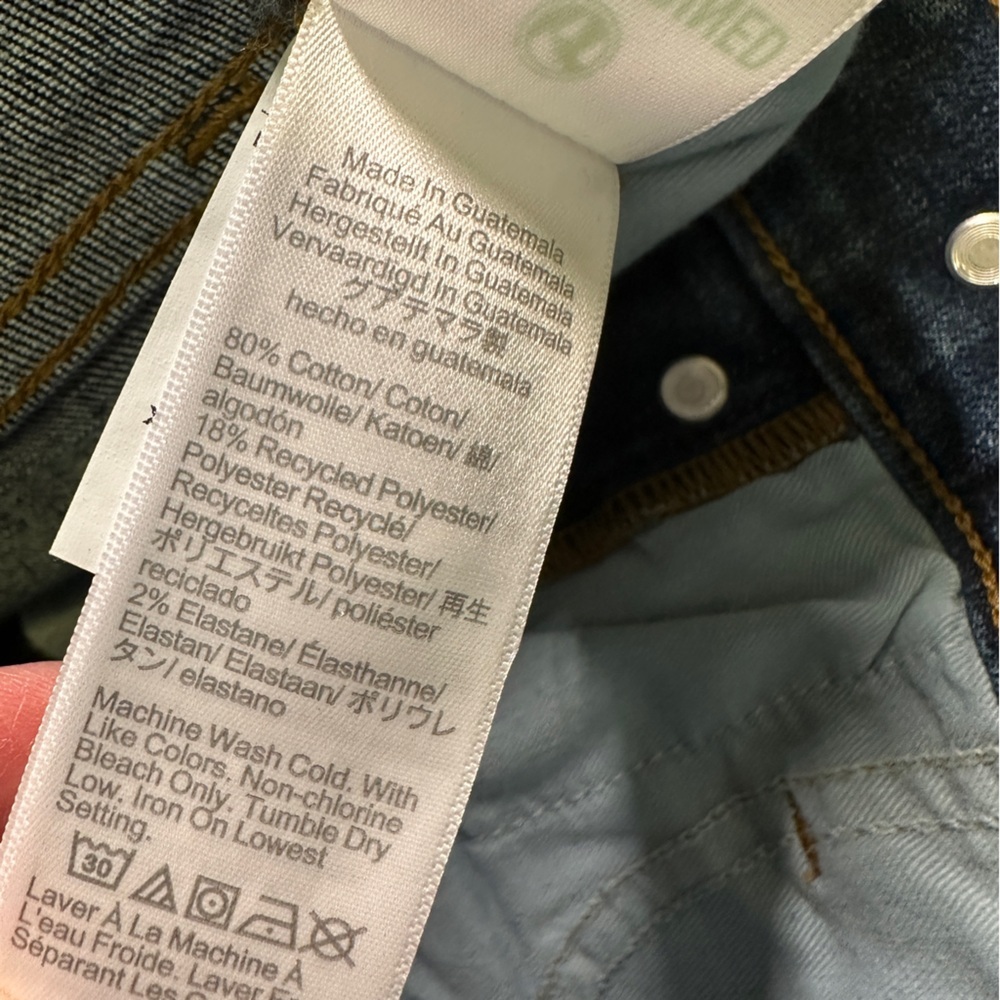 Made In Guatemala
Fabriqué Au Guatemala
Hergestellt In Guatemala
Vervaardigd In Guatemala
グアテマラ製
hecho en guatemala
80% Cotton/ Coton/
Baumwolle/ Katoen/ 綿/
algodón
18% Recycled Polyester/
Polyester Recyclé/
Recyceltes Polyester/
Hergebruikt Polyester/ 再生
ポリエステル/ poliéster
reciclado
2% Elastane/ Élasthanne/
Elastan/ Elastaan/ ポリウレ
タン/ elastano
Machine Wash Cold. With
Like Colors. Non-chlorine
Bleach Only. Tumble Dry
Low. Iron On Lowest
Setting.
30
Laver À La Machine À
L'eau Froide. Laver
Séparant Les